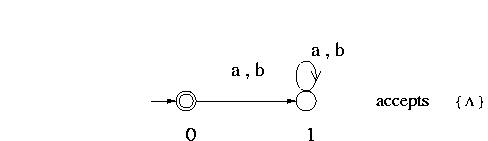 a , b
a , b
accepts { Λ }
0 1